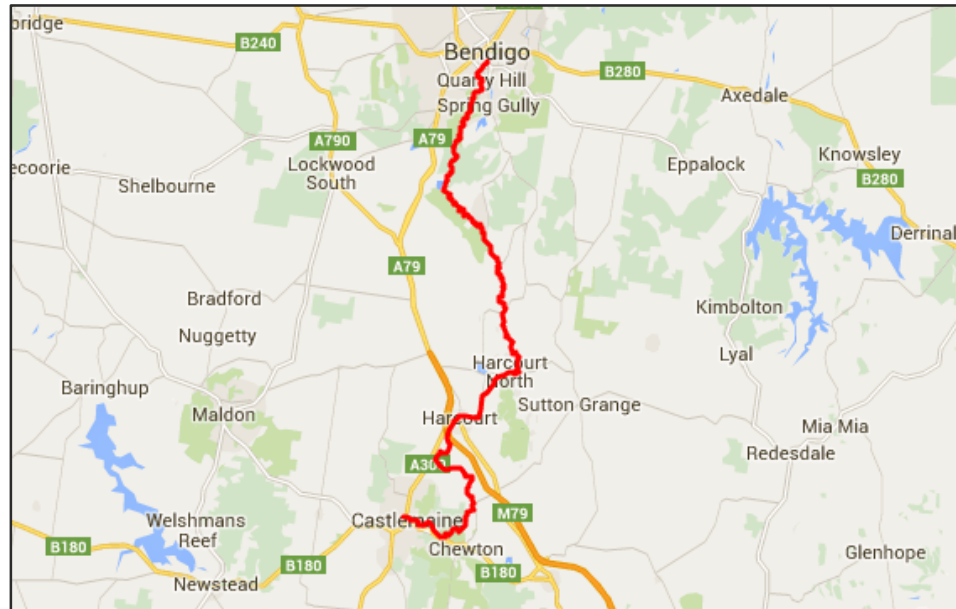 bridge
B240
Bendigo
B280
Quarry Hill
Spring Gully
Axedale
A790
A79
Lockwood
South
Eppalock
Knowsley
ecoorie
Shelbourne
B280
Derrinal
A79
Bradford
Kimbolton
Nuggetty
Lyal
Harcourt
North
Baringhup
Maldon
Sutton Grange
Harcourt
Mia Mia
Redesdale
A300
M79
Castlemaine
Welshmans
Reef
B180
Chewton
Glenhope
B180
B180
Newstead